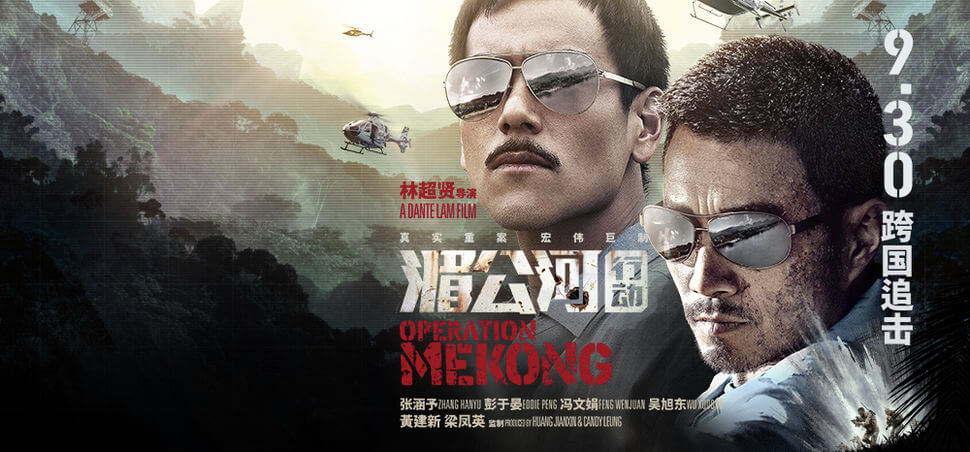 林超贤导演
A DANTE LAM FILM
真实重案 宏伟巨制
湄公河行动
OPERATION
MEKONG
张涵予ZHANG HANYU 彭于晏EDDIE PENG 冯文娟FENG WENJUAN 吴旭东WU XUDONG
黃建新 梁凤英 监制 PRODUCED BY HUANG JIANXIN & CANDY LEUNG
9.30 跨国追击